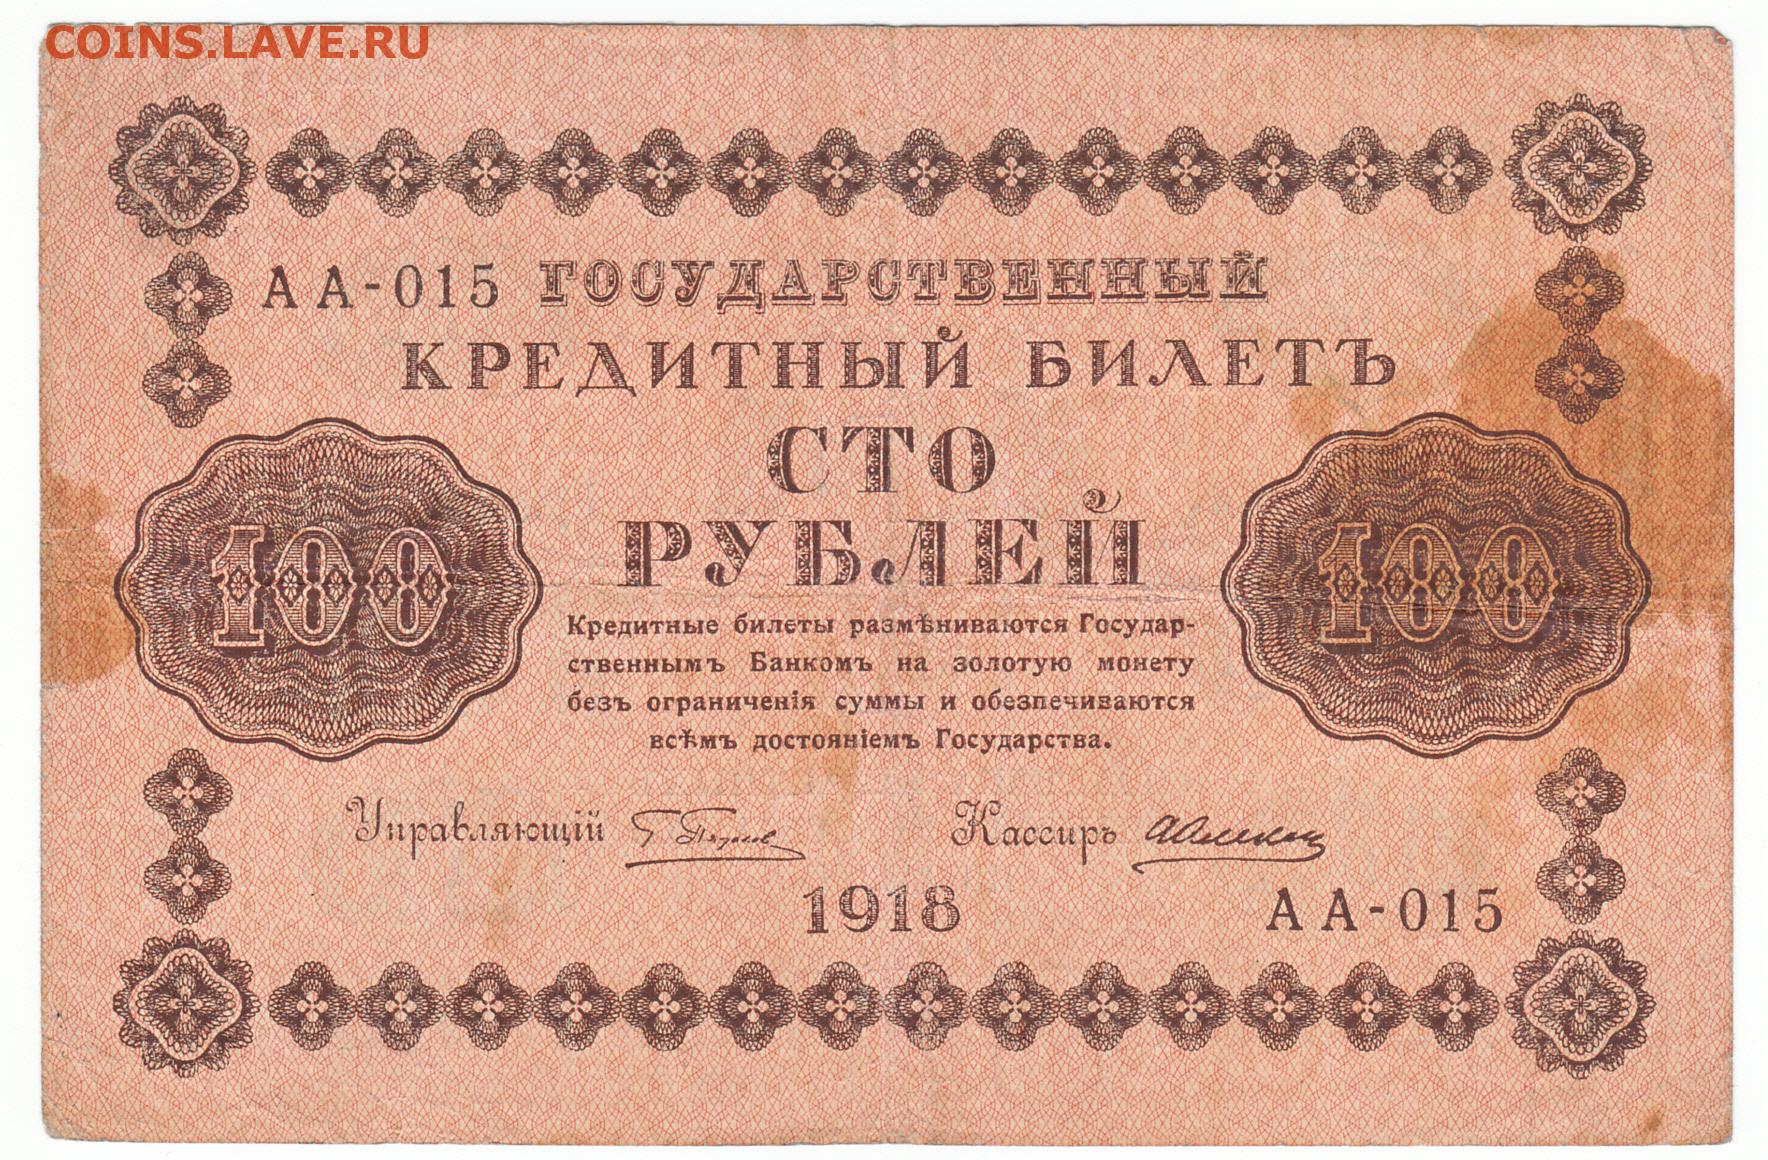 COINS.LAVE.RU
АА-015 ГОСУДАРСТВЕННЫЙ
КРЕДИТНЫЙ БИЛЕТЪ
СТО
РУБЛЕЙ
100
100
Кредитные билеты размѣниваются Государ-
ственнымъ Банкомъ на золотую монету
безъ ограниченія суммы и обезпечиваются
всѣмъ достояніемъ Государства.
Управляющій
Кассиръ
1918
АА-015